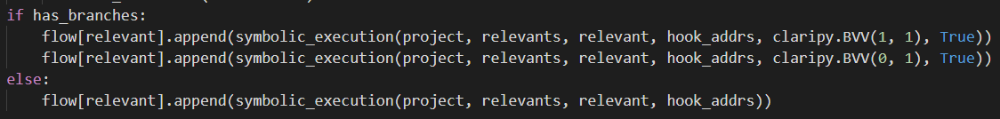 if has_branches:
    flow[relevant].append(symbolic_execution(project, relevants, relevant, hook_addrs, claripy.BVV(1, 1), True))
    flow[relevant].append(symbolic_execution(project, relevants, relevant, hook_addrs, claripy.BVV(0, 1), True))
else:
    flow[relevant].append(symbolic_execution(project, relevants, relevant, hook_addrs))